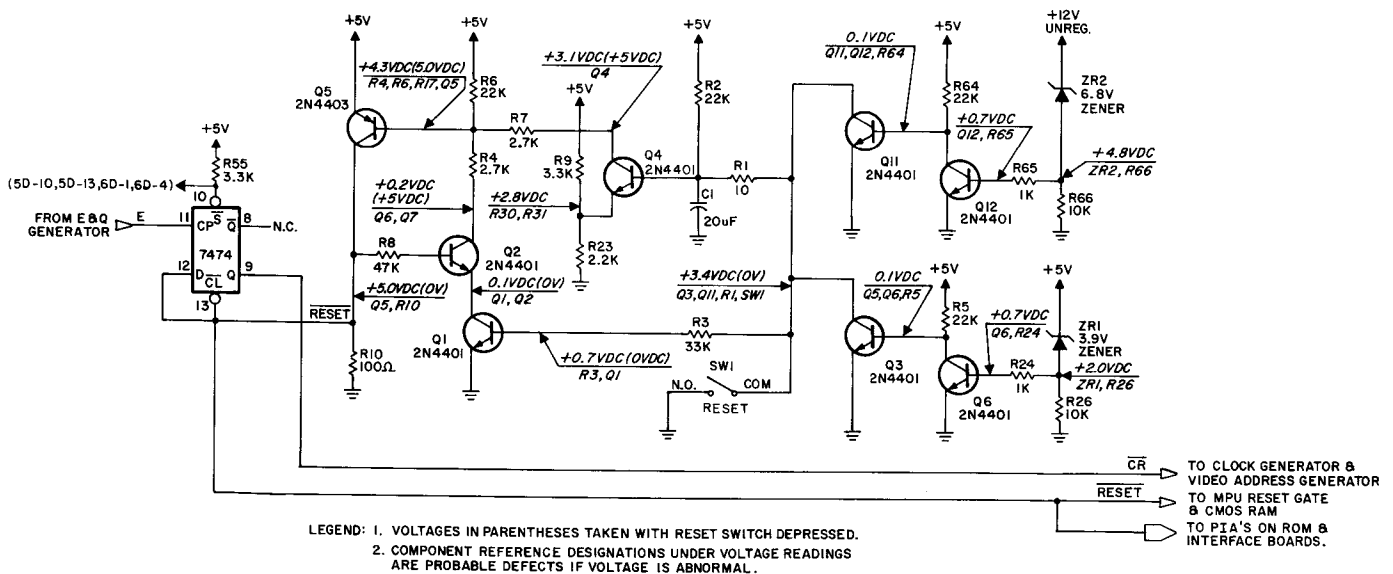 +5V
+4.3VDC(5.0VDC)
R4, R6, R17, Q5
R6
22K
+3.1VDC(+5VDC)
Q4
+5V
R2
22K
0.1VDC
Q11, Q12, R64
+5V
R64
22K
+12V
UNREG.
ZR2
6.8V
ZENER
Q5
2N4403
R7
2.7K
+5V
R55
3.3K
(5D-10, 5D-13, 6D-1, 6D-4)
R4
2.7K
R9
3.3K
Q4
2N4401
R1
10
C1
20uF
Q11
2N4401
+0.7VDC
Q12, R65
Q12
2N4401
R65
1K
+4.8VDC
ZR2, R66
R66
10K
+0.2VDC
(+5VDC)
Q6, Q7
+2.8VDC
R30, R31
R23
2.2K
FROM E&Q
GENERATOR
E
10
S
11
CP
Q
8
N.C.
7474
12
D
Q
9
CL
13
R8
47K
Q2
2N4401
+5.0VDC(0V)
Q5, R10
0.1VDC(0V)
Q1, Q2
+3.4VDC(0V)
Q3, Q11, R1, SW1
0.1VDC
Q5, Q6, R5
+5V
R5
22K
+0.7VDC
Q6, R24
+5V
ZR1
3.9V
ZENER
RESET
R10
100Ω
Q1
2N4401
R3
33K
+0.7VDC(0VDC)
R3, Q1
SW1
N.O.
COM
RESET
Q3
2N4401
Q6
2N4401
R24
1K
+2.0VDC
ZR1, R26
R26
10K
CR
TO CLOCK GENERATOR &
VIDEO ADDRESS GENERATOR
RESET
TO MPU RESET GATE
& CMOS RAM
TO PIA'S ON ROM &
INTERFACE BOARDS.
LEGEND: 1. VOLTAGES IN PARENTHESES TAKEN WITH RESET SWITCH DEPRESSED.
2. COMPONENT REFERENCE DESIGNATIONS UNDER VOLTAGE READINGS
ARE PROBABLE DEFECTS IF VOLTAGE IS ABNORMAL.